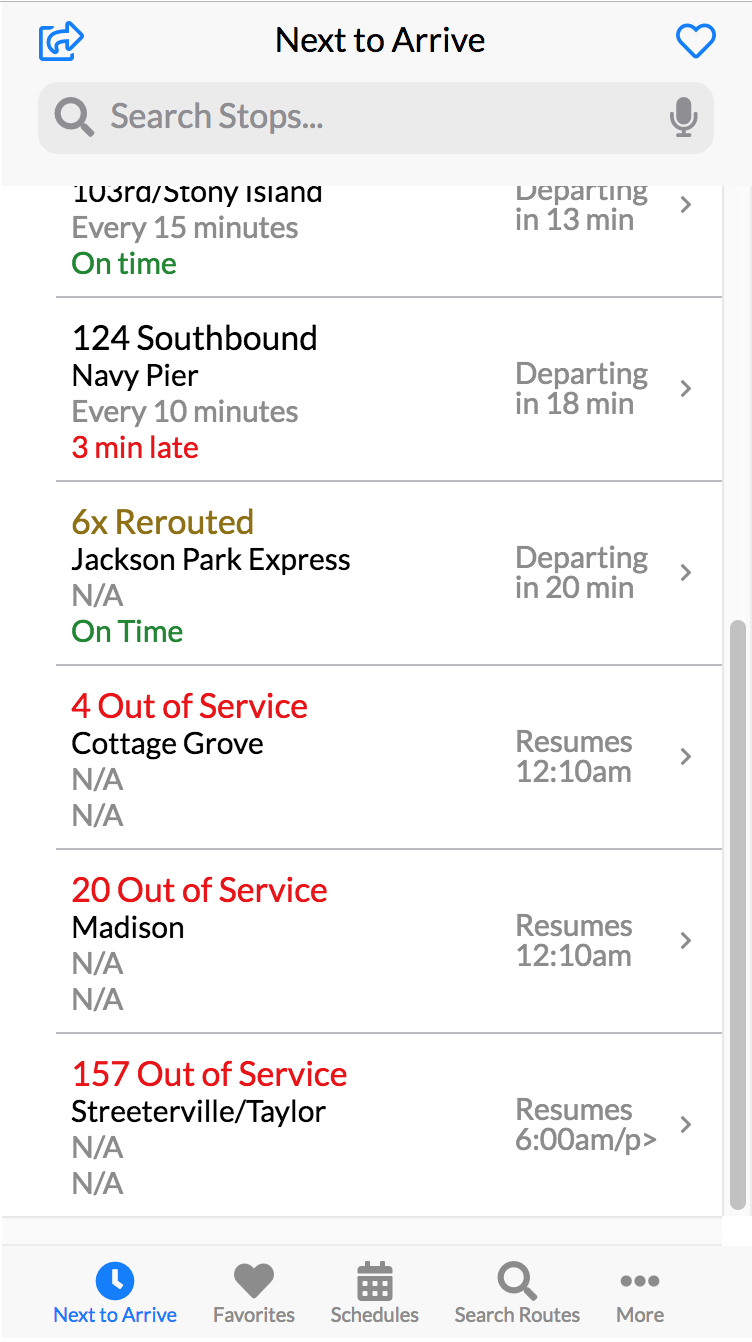 Next to Arrive
Search Stops...
103rd/Stony Island
Every 15 minutes
On time
Departing
in 13 min
124 Southbound
Navy Pier
Every 10 minutes
3 min late
Departing
in 18 min
6x Rerouted
Jackson Park Express
N/A
On Time
Departing
in 20 min
4 Out of Service
Cottage Grove
N/A
N/A
Resumes
12:10am
20 Out of Service
Madison
N/A
N/A
Resumes
12:10am
157 Out of Service
Streeterville/Taylor
N/A
N/A
Resumes
6:00am/p>
Next to Arrive
Favorites
Schedules
Search Routes
More